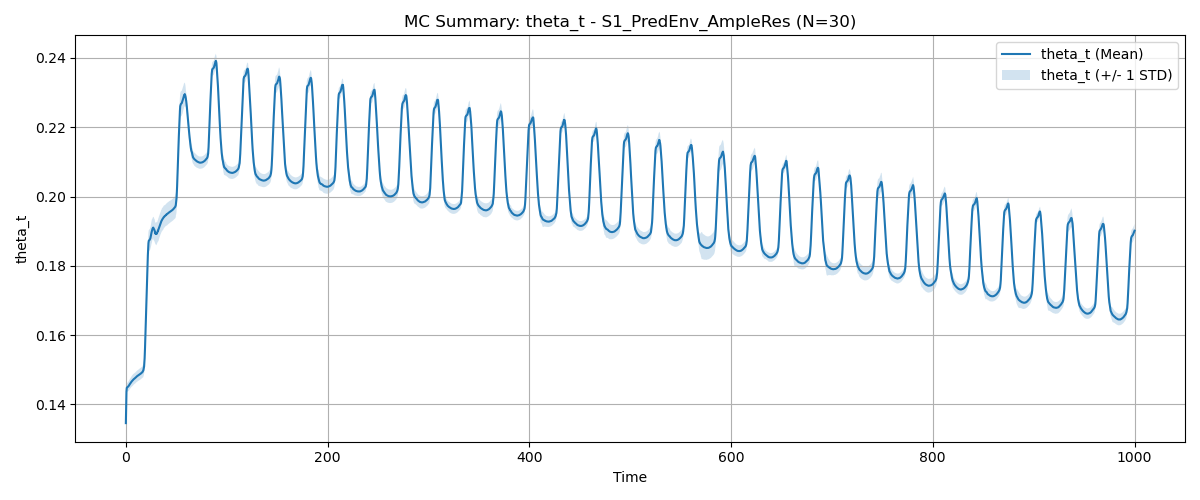 MC Summary: theta_t - S1_PredEnv_AmpleRes (N=30)
theta_t (Mean)
theta_t (+/- 1 STD)
theta_t
0.24
0.22
0.20
0.18
0.16
0.14
0 200 400 600 800 1000
Time